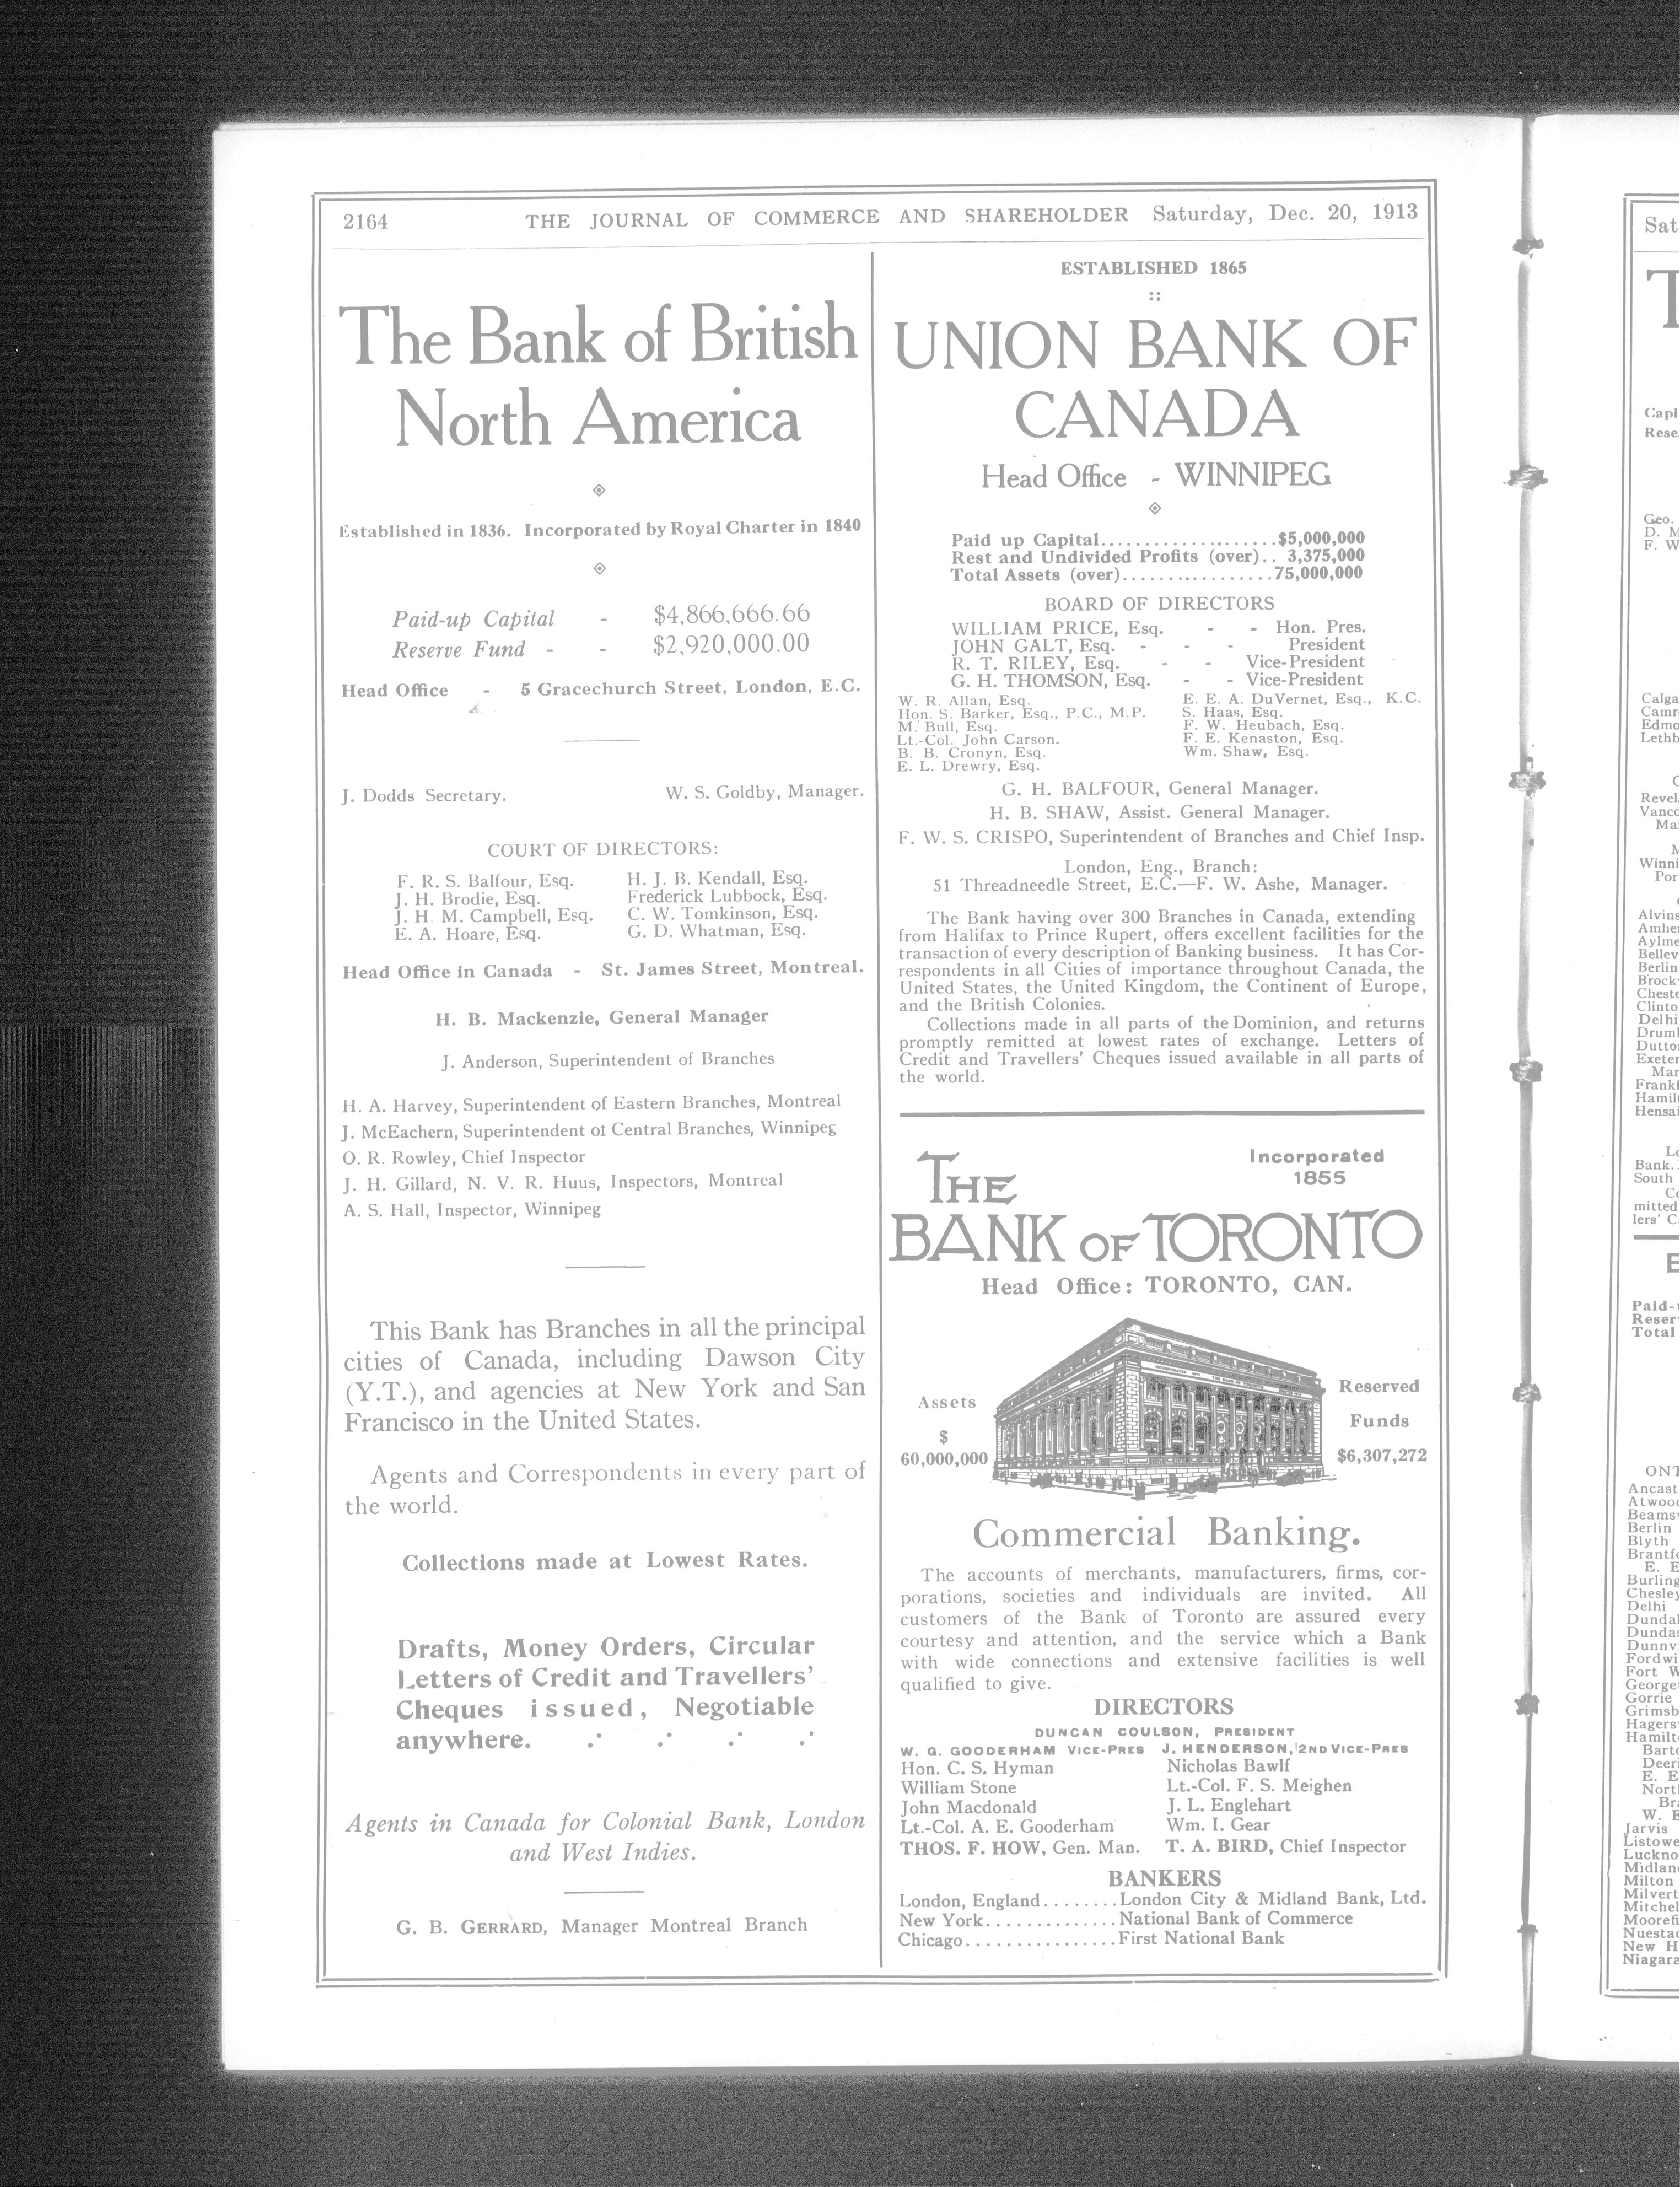 2164 THE JOURNAL OF COMMERCE AND SHAREHOLDER Saturday, Dec. 20, 1913
The Bank of British
North America
Established in 1836. Incorporated by Royal Charter in 1840
Paid-up Capital - $4,866,666.66
Reserve Fund - - $2,920,000.00
Head Office - 5 Gracechurch Street, London, E.C.
J. Dodds Secretary. W. S. Goldby, Manager.
COURT OF DIRECTORS:
F. R. S. Balfour, Esq. H. J. B. Kendall, Esq.
J. H. Brodie, Esq. Frederick Lubbock, Esq.
J. H. M. Campbell, Esq. C. W. Tomkinson, Esq.
E. A. Hoare, Esq. G. D. Whatman, Esq.
Head Office in Canada - St. James Street, Montreal.
H. B. Mackenzie, General Manager
J. Anderson, Superintendent of Branches
H. A. Harvey, Superintendent of Eastern Branches, Montreal
J. McEachern, Superintendent of Central Branches, Winnipeg
O. R. Rowley, Chief Inspector
J. H. Gillard, N. V. R. Huus, Inspectors, Montreal
A. S. Hall, Inspector, Winnipeg
This Bank has Branches in all the principal
cities of Canada, including Dawson City
(Y.T.), and agencies at New York and San
Francisco in the United States.
Agents and Correspondents in every part of
the world.
Collections made at Lowest Rates.
Drafts, Money Orders, Circular
Letters of Credit and Travellers'
Cheques issued, Negotiable
anywhere.
Agents in Canada for Colonial Bank, London
and West Indies.
G. B. GERRARD, Manager Montreal Branch
ESTABLISHED 1865
::
UNION BANK OF
CANADA
Head Office - WINNIPEG
Paid up Capital....................$5,000,000
Rest and Undivided Profits (over).. 3,375,000
Total Assets (over).................75,000,000
BOARD OF DIRECTORS
WILLIAM PRICE, Esq. - - Hon. Pres.
JOHN GALT, Esq. - - - President
R. T. RILEY, Esq. - - Vice-President
G. H. THOMSON, Esq. - - Vice-President
W. R. Allan, Esq. E. E. A. DuVernet, Esq., K.C.
Hon. S. Barker, Esq., P.C., M.P. S. Haas, Esq.
M. Bull, Esq. F. W. Heubach, Esq.
Lt.-Col. John Carson. F. E. Kenaston, Esq.
B. B. Cronyn, Esq. Wm. Shaw, Esq.
E. L. Drewry, Esq.
G. H. BALFOUR, General Manager.
H. B. SHAW, Assist. General Manager.
F. W. S. CRISPO, Superintendent of Branches and Chief Insp.
London, Eng., Branch:
51 Threadneedle Street, E.C.—F. W. Ashe, Manager.
The Bank having over 300 Branches in Canada, extending
from Halifax to Prince Rupert, offers excellent facilities for the
transaction of every description of Banking business. It has Cor-
respondents in all Cities of importance throughout Canada, the
United States, the United Kingdom, the Continent of Europe,
and the British Colonies.
Collections made in all parts of the Dominion, and returns
promptly remitted at lowest rates of exchange. Letters of
Credit and Travellers' Cheques issued available in all parts of
the world.
THE Incorporated
1855
BANK OF TORONTO
Head Office: TORONTO, CAN.
Assets
$
60,000,000
Reserved
Funds
$6,307,272
Commercial Banking.
The accounts of merchants, manufacturers, firms, cor-
porations, societies and individuals are invited. All
customers of the Bank of Toronto are assured every
courtesy and attention, and the service which a Bank
with wide connections and extensive facilities is well
qualified to give.
DIRECTORS
DUNCAN COULSON, PRESIDENT
W. G. GOODERHAM VICE-PRES J. HENDERSON, 2ND VICE-PRES
Hon. C. S. Hyman Nicholas Bawlf
William Stone Lt.-Col. F. S. Meighen
John Macdonald J. L. Englehart
Lt.-Col. A. E. Gooderham Wm. I. Gear
THOS. F. HOW, Gen. Man. T. A. BIRD, Chief Inspector
BANKERS
London, England........London City & Midland Bank, Ltd.
New York..............National Bank of Commerce
Chicago................First National Bank